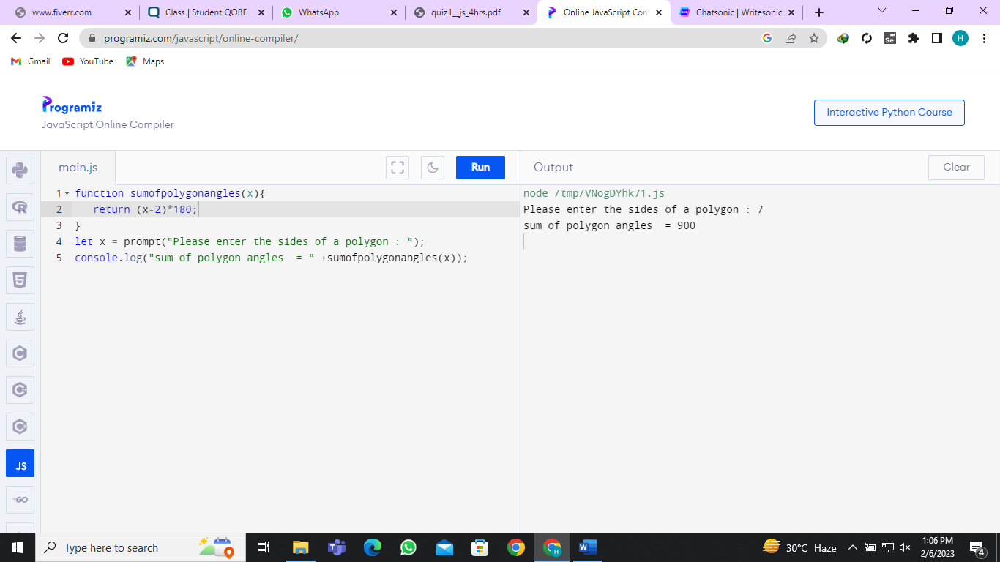 www.fiverr.com
Class | Student QOBE
WhatsApp
quiz1__js_4hrs.pdf
Online JavaScript Com
Chatsonic | Writesonic
programiz.com/javascript/online-compiler/
Se
H
Gmail
YouTube
Maps
Programiz
JavaScript Online Compiler
Interactive Python Course
main.js
Run
Output
Clear
1 function sumofpolygonangles(x){
2 return (x-2)*180;
3 }
4 let x = prompt("Please enter the sides of a polygon : ");
5 console.log("sum of polygon angles  = " +sumofpolygonangles(x));
node /tmp/VNogDYhk71.js
Please enter the sides of a polygon : 7
sum of polygon angles  = 900
JS
GO
Type here to search
30°C Haze
1:06 PM
2/6/2023
4